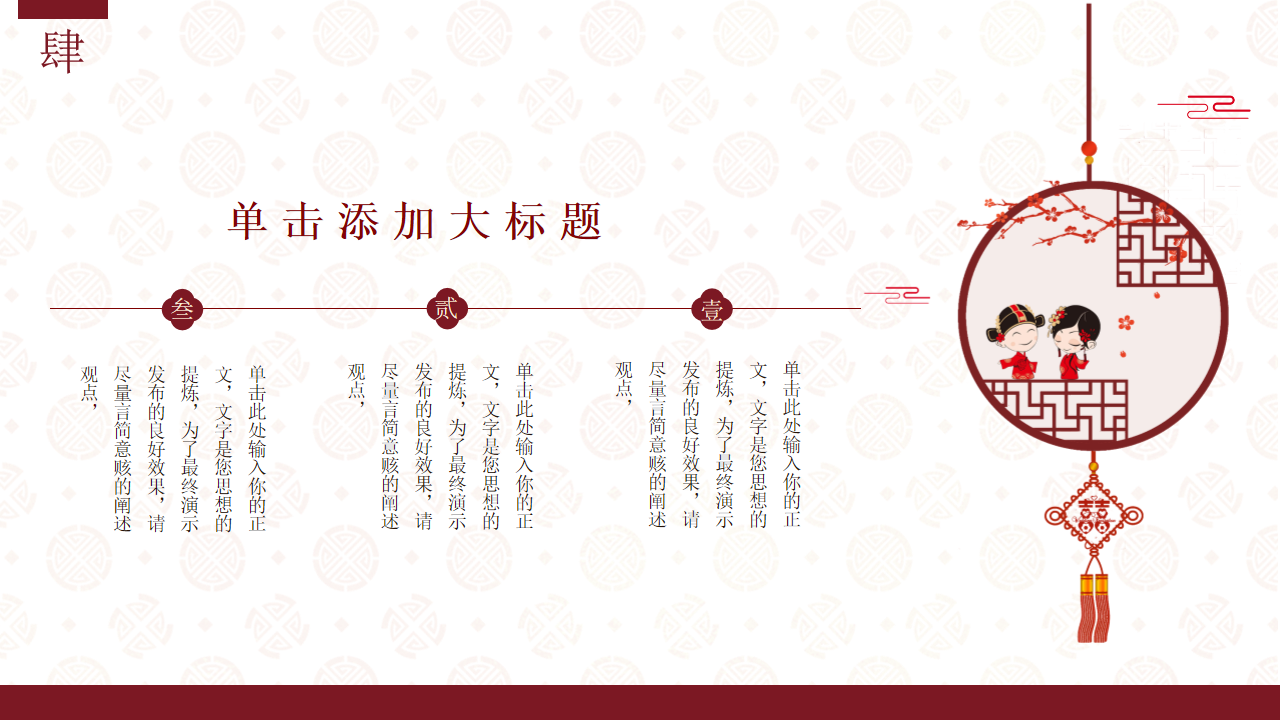 肆
单击添加大标题
壹
单击此处输入你的正
文，文字是您思想的
提炼，为了最终演示
发布的良好效果，请
尽量言简意赅的阐述
观点，
贰
单击此处输入你的正
文，文字是您思想的
提炼，为了最终演示
发布的良好效果，请
尽量言简意赅的阐述
观点，
叁
单击此处输入你的正
文，文字是您思想的
提炼，为了最终演示
发布的良好效果，请
尽量言简意赅的阐述
观点，
囍